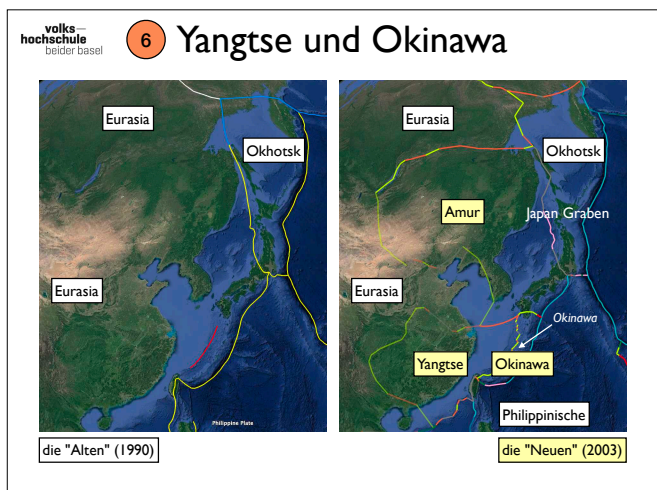 volks—
hochschule
beider basel
6
Yangtse und Okinawa
Eurasia
Okhotsk
Eurasia
Philippine Plate
die "Alten" (1990)
Eurasia
Okhotsk
Amur
Japan Graben
Eurasia
Okinawa
Yangtse
Okinawa
Philippinische
die "Neuen" (2003)